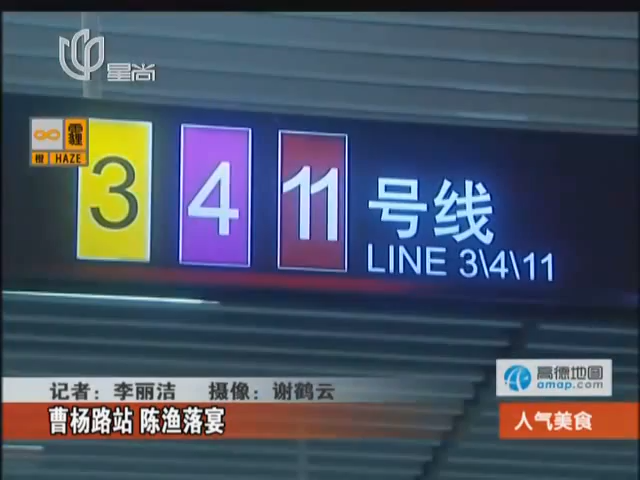 星尚
霾
橙 HAZE
3 4 11 号线
LINE 3\4\11
记者：李丽洁 摄像：谢鹤云
曹杨路站 陈渔落宴
高德地图
amap.com
人气美食